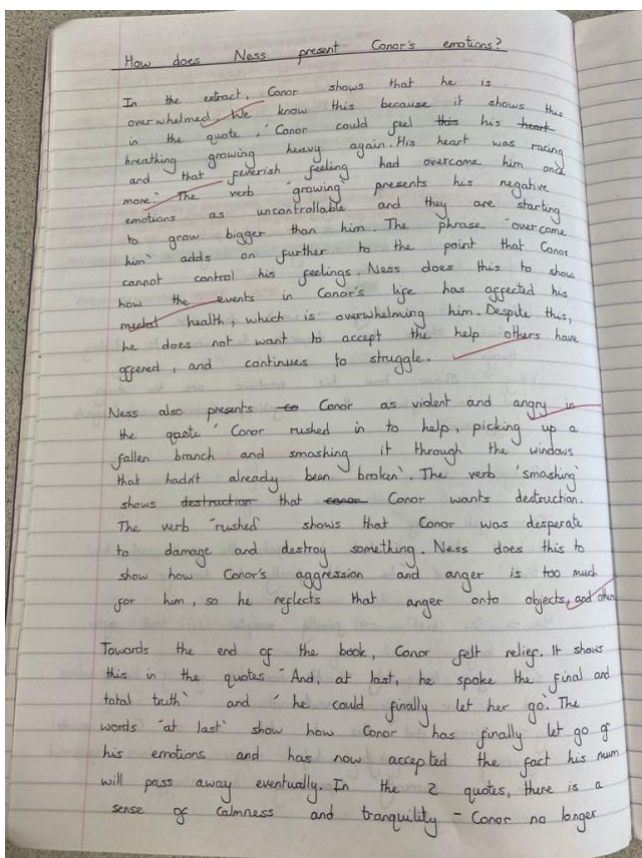 How does Ness present Conor's emotions?
In the extract, Conor shows that he is
overwhelmed. We know this because it shows this
in the quote, 'Conor could feel this his heart
breathing growing heavy again. His heart was racing
and that feverish feeling had overcome him once
more.' The verb 'growing' presents his negative
emotions as uncontrollable and they are starting
to grow bigger than him. The phrase 'overcome
him' adds on further to the point that Conor
cannot control his feelings. Ness does this to show
how the events in Conor's life has affected his
mental health, which is overwhelming him. Despite this,
he does not want to accept the help others have
offered, and continues to struggle.
Ness also presents Conor as violent and angry in
the quote 'Conor rushed in to help, picking up a
fallen branch and smashing it through the windows
that hadn't already been broken'. The verb 'smashing'
shows destruction that Conor Conor wants destruction.
The verb 'rushed' shows that Conor was desperate
to damage and destroy something. Ness does this to
show how Conor's aggression and anger is too much
for him, so he reflects that anger onto objects, and other
Towards the end of the book, Conor felt relief. It shows
this in the quotes 'And, at last, he spoke the final and
total truth' and 'he could finally let her go'. The
words 'at last' show how Conor has finally let go of
his emotions and has now accepted the fact his mum
will pass away eventually. In the 2 quotes, there is a
sense of calmness and tranquility - Conor no longer